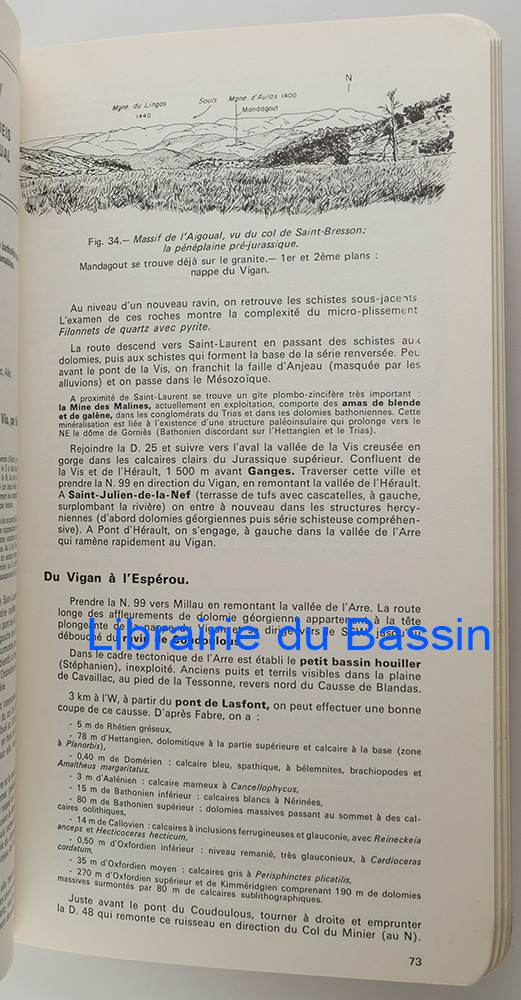 N
Mgne. du Lingas
1440
Souls
Mgne. d'Aulas 1400
Mandagout
Fig. 34.— Massif de l'Aigoual, vu du col de Saint-Bresson:
la pénéplaine pré-jurassique.
Mandagout se trouve déjà sur le granite.— 1er et 2ème plans :
nappe du Vigan.
Au niveau d'un nouveau ravin, on retrouve les schistes sous-jacents
L'examen de ces roches montre la complexité du micro-plissement
Filonnets de quartz avec pyrite.
La route descend vers Saint-Laurent en passant des schistes aux
dolomies, puis aux schistes qui forment la base de la série renversée. Peu
avant le pont de la Vis, on franchit la faille d'Anjeau (masquée par les
alluvions) et on passe dans le Mésozoïque.
A proximité de Saint-Laurent se trouve un gîte plombo-zincifère très important :
la Mine des Malines, actuellement en exploitation, comporte des amas de blende
et de galène, dans les conglomérats du Trias et dans les dolomies bathoniennes. Cette
minéralisation est liée à l'existence d'une structure paléoinsulaire qui prolonge vers le
NE le dôme de Gorniès (Bathonien discordant sur l'Hettangien et le Trias).
Rejoindre la D. 25 et suivre vers l'aval la vallée de la Vis creusée en
gorge dans les calcaires clairs du Jurassique supérieur. Confluent de
la Vis et de l'Hérault, 1 500 m avant Ganges. Traverser cette ville et
prendre la N. 99 en direction du Vigan, en remontant la vallée de l'Hérault.
A Saint-Julien-de-la-Nef (terrasse de tufs avec cascatelles, à gauche,
surplombant la rivière) on entre à nouveau dans les structures hercy-
niennes (d'abord dolomies géorgiennes puis série schisteuse compréhen-
sive). A Pont d'Hérault, on s'engage, à gauche dans la vallée de l'Arre
qui ramène rapidement au Vigan.
Du Vigan à l'Espérou.
Prendre la N. 99 vers Millau en remontant la vallée de l'Arre. La route
longe des affleurements de dolomie géorgienne appartenant à la tête
plongeante de la nappe du Vigan et se dirige vers le SSW jusqu'au
débouché du ravin de Coudoulous.
Librairie du Bassin
Dans le cadre tectonique de l'Arre est établi le petit bassin houiller
(Stéphanien), inexploité. Anciens puits et terrils visibles dans la plaine
de Cavaillac, au pied de la Tessonne, revers nord du Causse de Blandas.
3 km à l'W, à partir du pont de Lasfont, on peut effectuer une bonne
coupe de ce causse. D'après Fabre, on a :
- 5 m de Rhétien gréseux,
- 78 m d'Hettangien, dolomitique à la partie supérieure et calcaire à la base (zone
à Planorbis),
- 0,40 m de Domérien : calcaire bleu, spathique, à bélemnites, brachiopodes et
Amaltheus margaritatus,
- 3 m d'Aalénien : calcaire marneux à Cancellophycus,
- 15 m de Bathonien inférieur : calcaires blancs à Nérinées,
- 80 m de Bathonien supérieur : dolomies massives passant au sommet à des cal-
caires oolithiques,
- 14 m de Callovien : calcaires à inclusions ferrugineuses et glauconie, avec Reineckeia
anceps et Hecticoceras hecticum,
- 0,50 m d'Oxfordien inférieur : niveau remanié, très glauconieux, à Cardioceras
cordatum,
- 35 m d'Oxfordien moyen : calcaires gris à Perisphinctes plicatilis,
- 270 m d'Oxfordien supérieur et de Kimméridgien comprenant 190 m de dolomies
massives surmontés par 80 m de calcaires sublithographiques.
Juste avant le pont du Coudoulous, tourner à droite et emprunter
la D. 48 qui remonte ce ruisseau en direction du Col du Minier (au N).
73